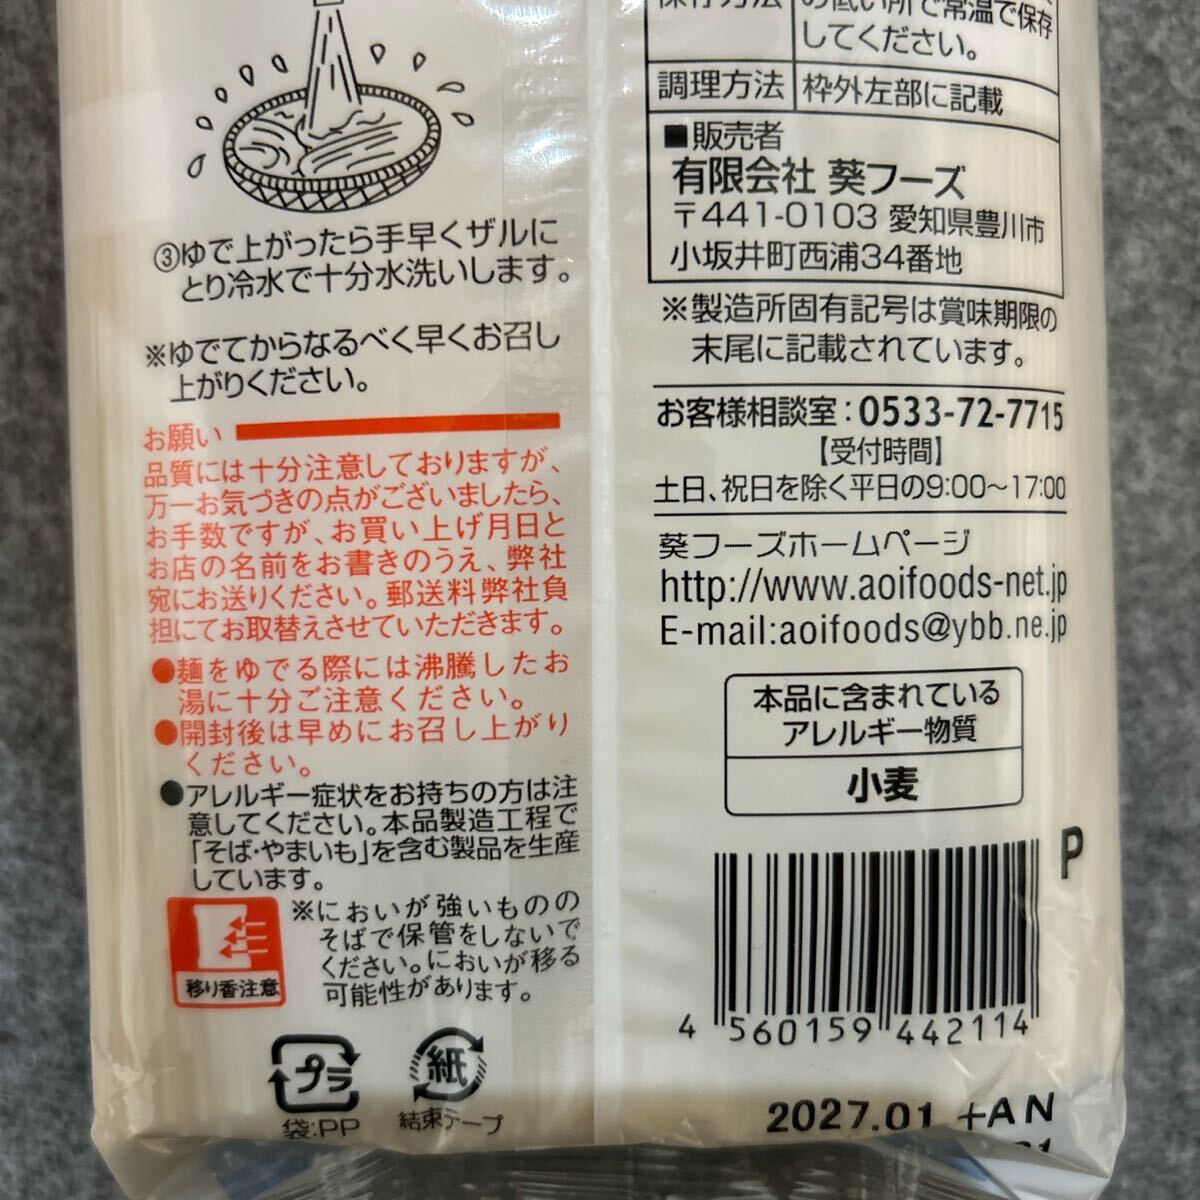 ③ゆで上がったら手早くザルに
とり冷水で十分水洗いします。
※ゆでてからなるべく早くお召し
上がりください。
お願い
品質には十分注意しておりますが、
万一お気づきの点がございましたら、
お手数ですが、お買い上げ月日と
お店の名前をお書きのうえ、弊社
宛にお送りください。郵送料弊社負
担にてお取替えさせていただきます。
●麺をゆでる際には沸騰したお
湯に十分ご注意ください。
●開封後は早めにお召し上がり
ください。
●アレルギー症状をお持ちの方は注
意してください。本品製造工程で
「そば・やまいも」を含む製品を生産
しています。
移り香注意
※においが強いものの
そばで保管をしないで
ください。においが移る
可能性があります。
プラ
袋:PP
紙
結束テープ
保存方法
の低い所で常温で保存
してください。
調理方法
枠外左部に記載
■販売者
有限会社 葵フーズ
〒441-0103 愛知県豊川市
小坂井町西浦34番地
※製造所固有記号は賞味期限の
末尾に記載されています。
お客様相談室:0533-72-7715
【受付時間】
土日、祝日を除く平日の9:00〜17:00
葵フーズホームページ
http://www.aoifoods-net.jp
E-mail:aoifoods@ybb.ne.jp
本品に含まれている
アレルギー物質
小麦
P
4 560159 442114
2027.01 +AN